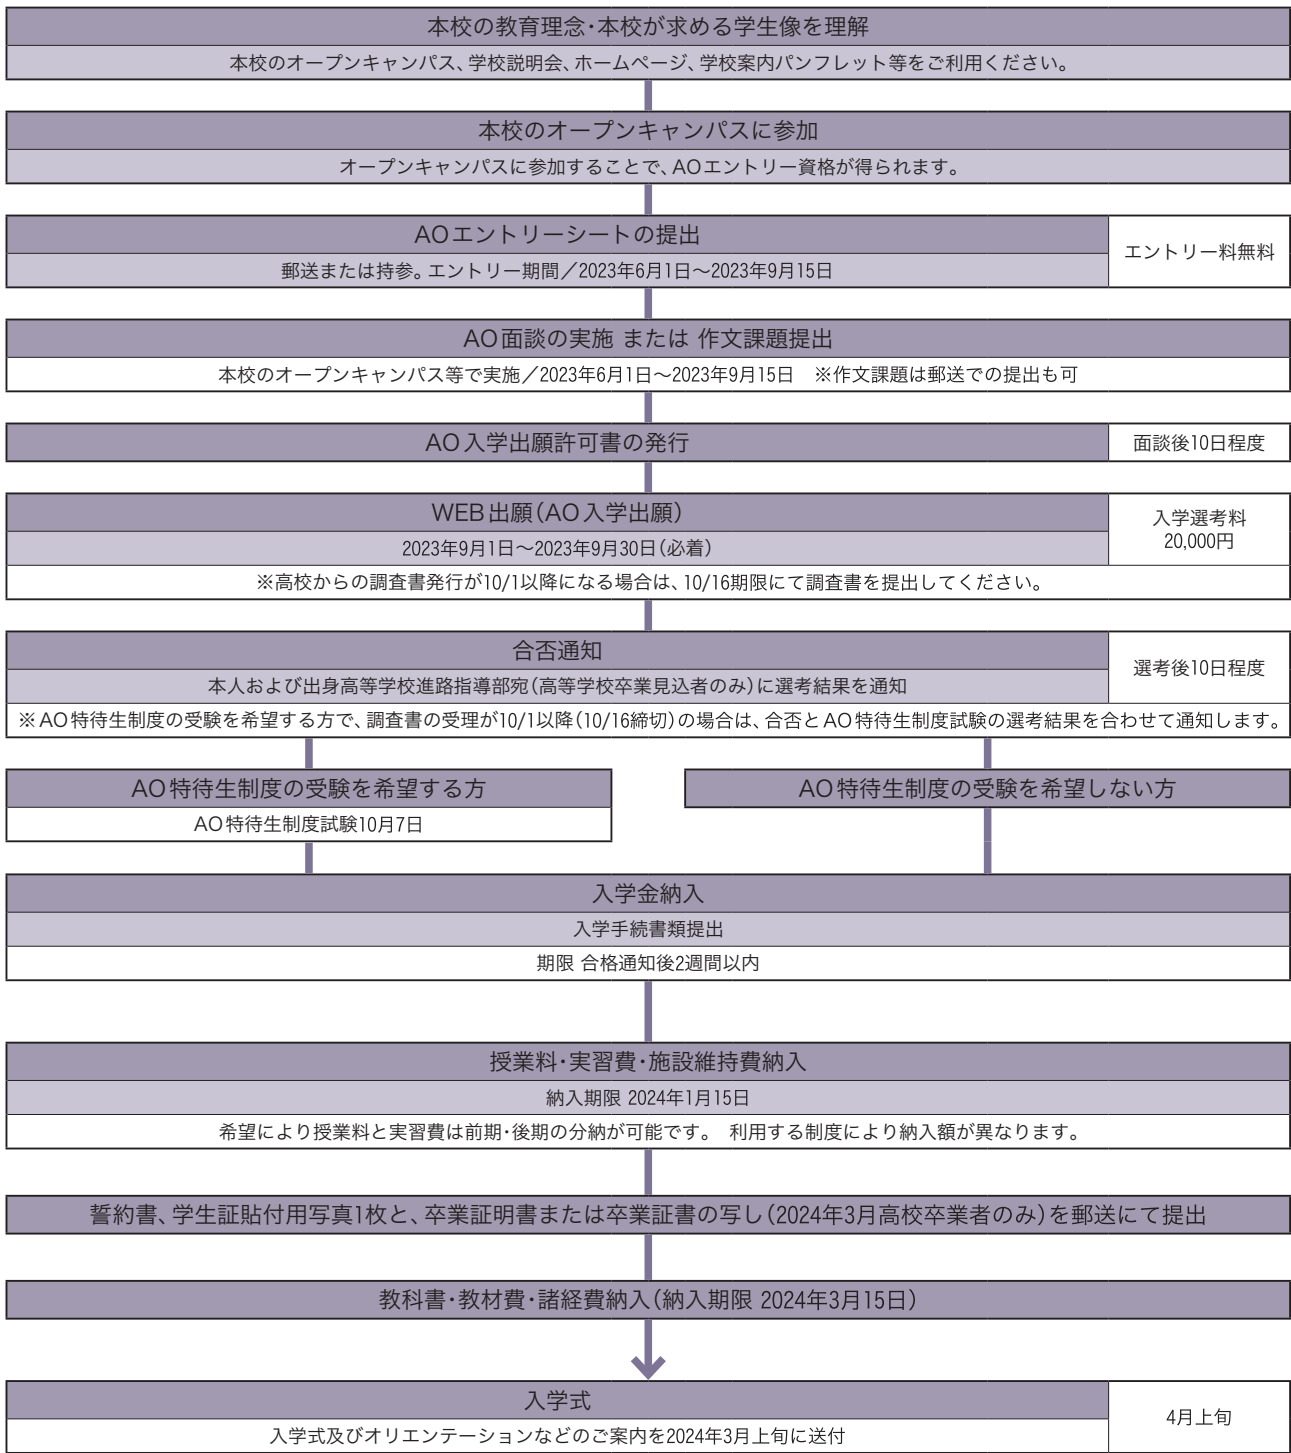 本校の教育理念･本校が求める学生像を理解
本校のオープンキャンパス、学校説明会、ホームページ、学校案内パンフレット等をご利用ください。
本校のオープンキャンパスに参加
オープンキャンパスに参加することで、AOエントリー資格が得られます。
AOエントリーシートの提出
エントリー料無料
郵送または持参。エントリー期間／2023年6月1日～2023年9月15日
AO面談の実施 または 作文課題提出
本校のオープンキャンパス等で実施／2023年6月1日～2023年9月15日　※作文課題は郵送での提出も可
AO入学出願許可書の発行
面談後10日程度
WEB出願（AO入学出願）
入学選考料
20,000円
2023年9月1日～2023年9月30日（必着）
※高校からの調査書発行が10/1以降になる場合は、10/16期限にて調査書を提出してください。
合否通知
選考後10日程度
本人および出身高等学校進路指導部宛（高等学校卒業見込者のみ）に選考結果を通知
※AO特待生制度の受験を希望する方で、調査書の受理が10/1以降（10/16締切）の場合は、合否とAO特待生制度試験の選考結果を合わせて通知します。
AO特待生制度の受験を希望する方
AO特待生制度試験10月7日
AO特待生制度の受験を希望しない方
入学金納入
入学手続書類提出
期限 合格通知後2週間以内
授業料･実習費･施設維持費納入
納入期限 2024年1月15日
希望により授業料と実習費は前期･後期の分納が可能です。　利用する制度により納入額が異なります。
誓約書、学生証貼付用写真1枚と、卒業証明書または卒業証書の写し（2024年3月高校卒業者のみ）を郵送にて提出
教科書･教材費･諸経費納入（納入期限 2024年3月15日）
入学式
4月上旬
入学式及びオリエンテーションなどのご案内を2024年3月上旬に送付